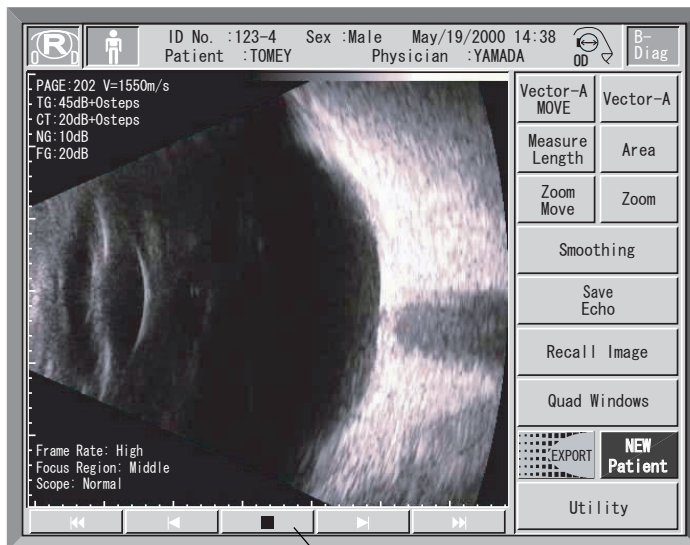 R
ID No. :123-4 Sex :Male May/19/2000 14:38
Patient :TOMEY Physician :YAMADA
OD
B-
Diag
PAGE:202 V=1550m/s
TG:45dB+0steps
CT:20dB+0steps
NG:10dB
FG:20dB
Vector-A
MOVE
Vector-A
Measure
Length
Area
Zoom
Move
Zoom
Smoothing
Save
Echo
Recall Image
Quad Windows
EXPORT
NEW
Patient
Utility
Frame Rate: High
Focus Region: Middle
Scope: Normal